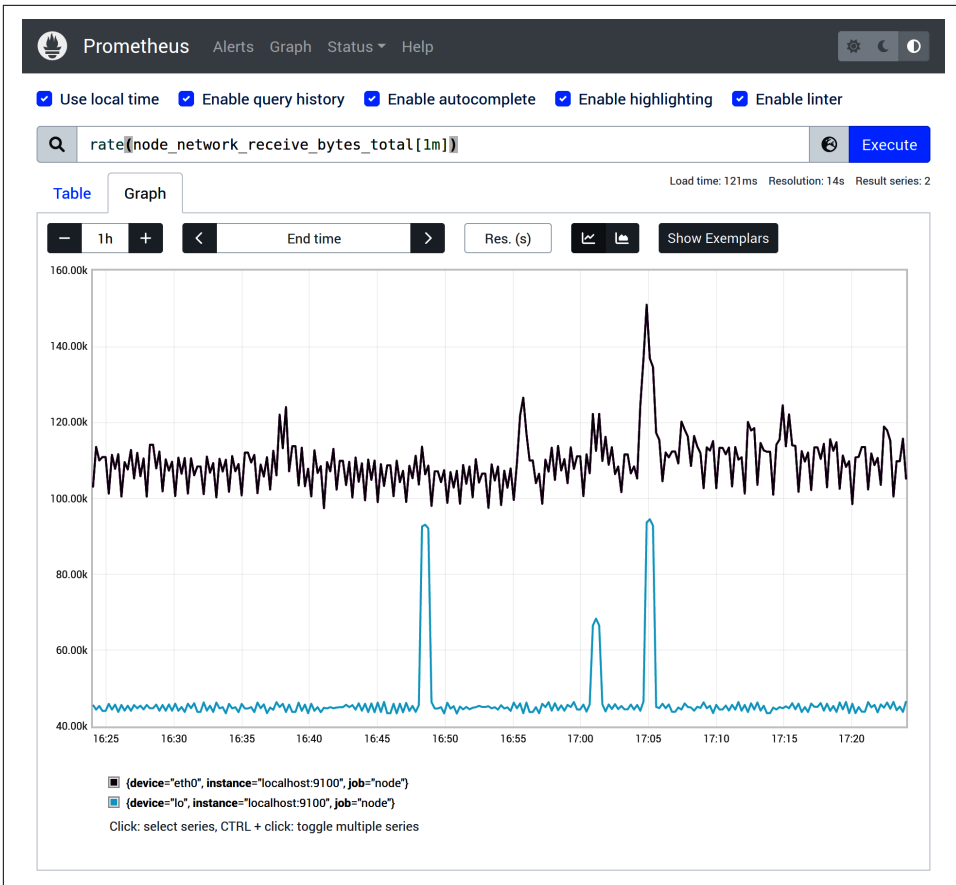 Prometheus Alerts Graph Status Help
Use local time Enable query history Enable autocomplete Enable highlighting Enable linter
rate(node_network_receive_bytes_total[1m]) Execute
Load time: 121ms Resolution: 14s Result series: 2
Table Graph
− 1h + < End time > Res. (s) Show Exemplars
160.00k
140.00k
120.00k
100.00k
80.00k
60.00k
40.00k
16:25 16:30 16:35 16:40 16:45 16:50 16:55 17:00 17:05 17:10 17:15 17:20
{device="eth0", instance="localhost:9100", job="node"}
{device="lo", instance="localhost:9100", job="node"}
Click: select series, CTRL + click: toggle multiple series